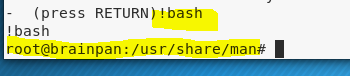 -  (press RETURN)!bash
!bash
root@brainpan:/usr/share/man#